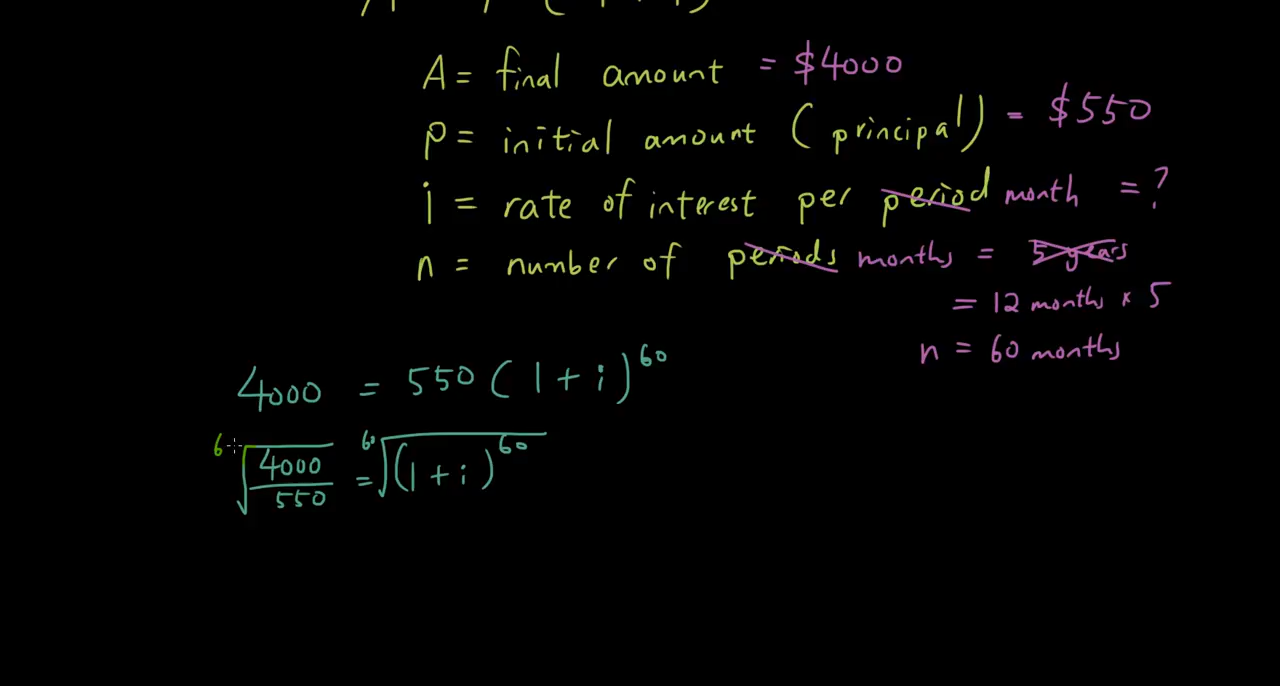 A = final amount = $4000
P = initial amount (principal) = $550
i = rate of interest per period month = ?
n = number of periods months = 5 years
= 12 months × 5
n = 60 months
4000 = 550 (1 + i)^60
6√(4000/550) = 60√((1 + i)^60)